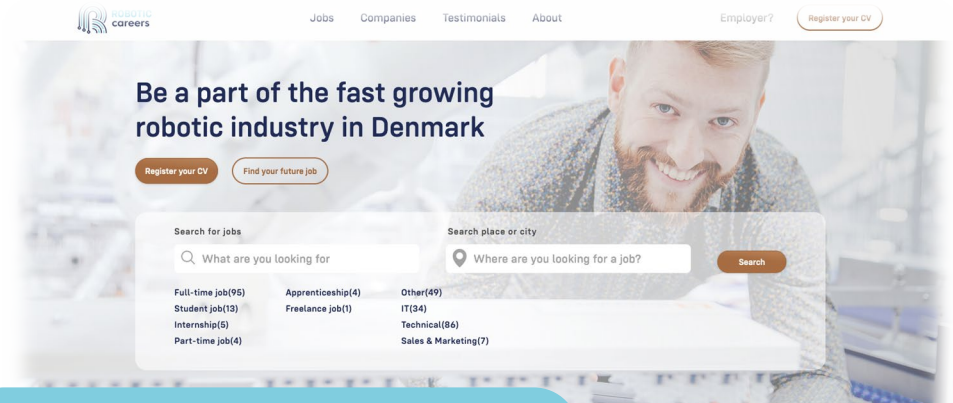 ROBOTIC
careers
Jobs Companies Testimonials About Employer? Register your CV
Be a part of the fast growing
robotic industry in Denmark
Register your CV Find your future job
Search for jobs Search place or city
What are you looking for Where are you looking for a job? Search
Full-time job(95) Apprenticeship(4) Other(49)
Student job(13) Freelance job(1) IT(34)
Internship(5) Technical(86)
Part-time job(4) Sales & Marketing(7)